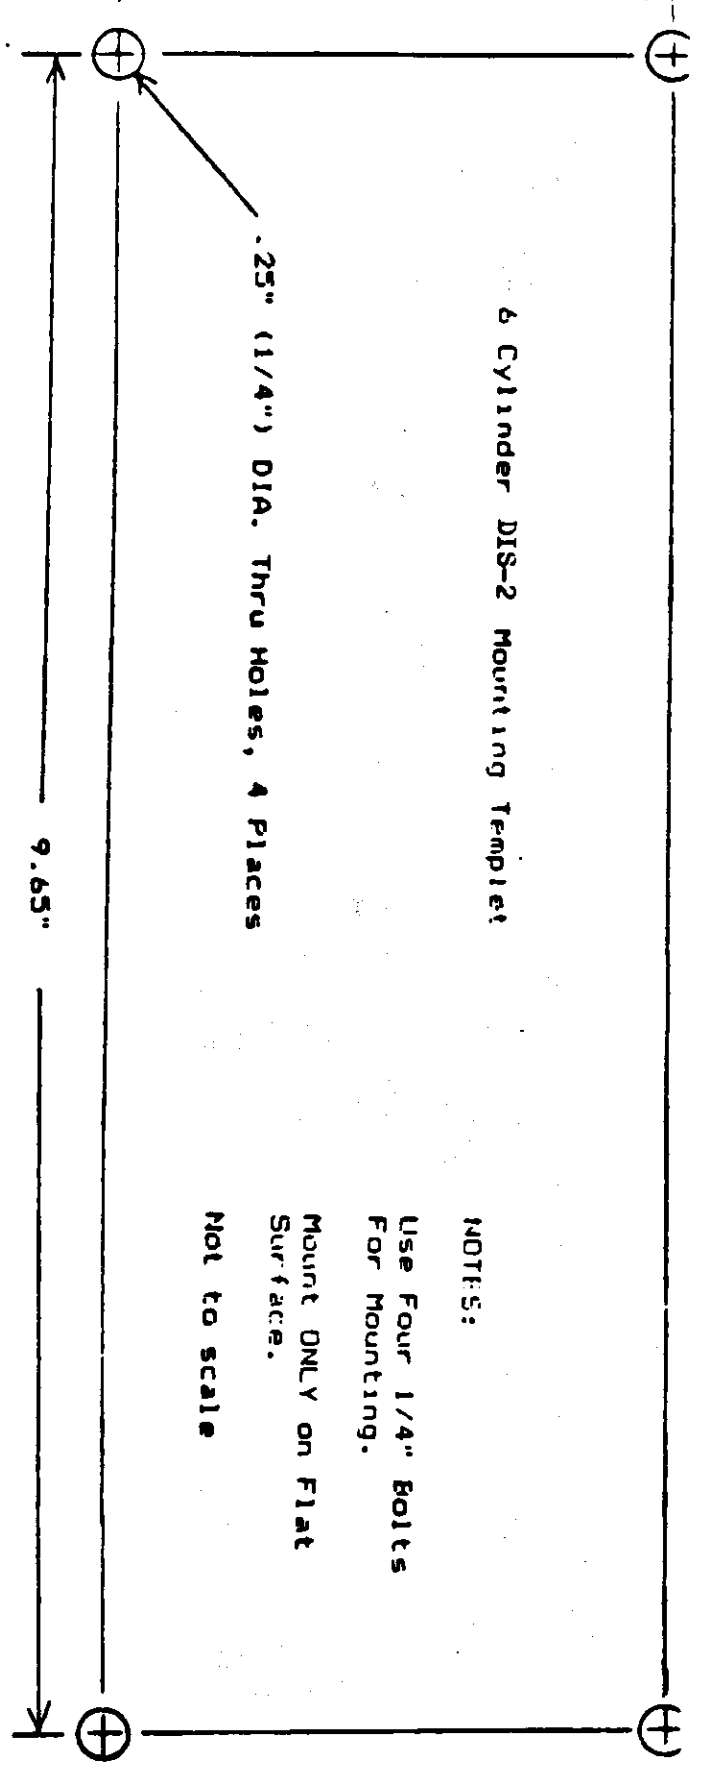 6 Cylinder DIS-2 Mounting Templet
.25" (1/4") DIA. Thru Holes, 4 Places
9.65"
NOTES:
Use Four 1/4" Bolts
For Mounting.
Mount ONLY on Flat
Surface.
Not to scale